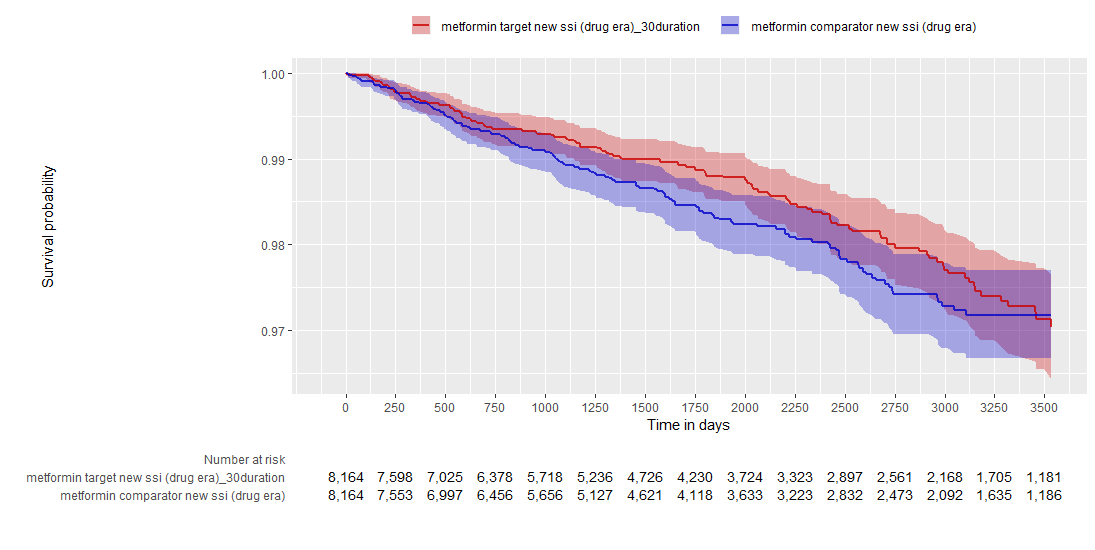 metformin target new ssi (drug era)_30duration metformin comparator new ssi (drug era)
Survival probability
1.00
0.99
0.98
0.97
0 250 500 750 1000 1250 1500 1750 2000 2250 2500 2750 3000 3250 3500
Time in days
Number at risk
metformin target new ssi (drug era)_30duration 8,164 7,598 7,025 6,378 5,718 5,236 4,726 4,230 3,724 3,323 2,897 2,561 2,168 1,705 1,181
metformin comparator new ssi (drug era) 8,164 7,553 6,997 6,456 5,656 5,127 4,621 4,118 3,633 3,223 2,832 2,473 2,092 1,635 1,186